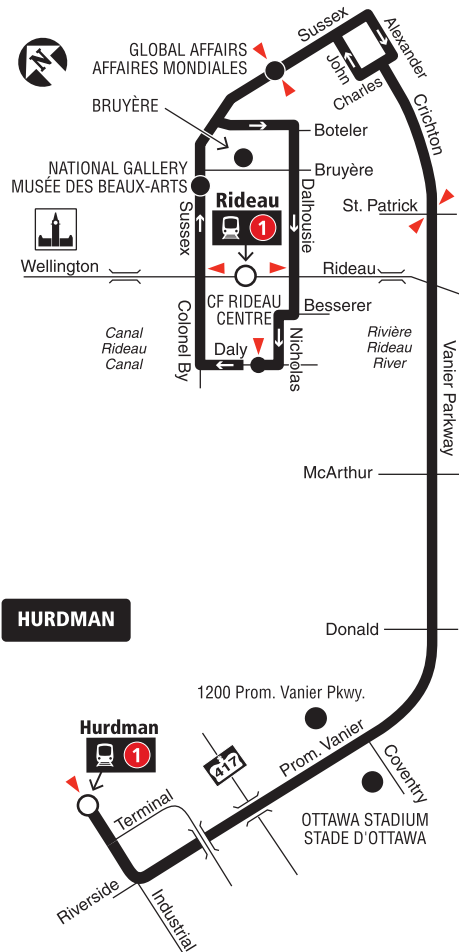 N
Sussex
Alexander
GLOBAL AFFAIRS
AFFAIRES MONDIALES
John
Charles
BRUYÈRE
Crichton
Boteler
NATIONAL GALLERY
MUSÉE DES BEAUX-ARTS
Bruyère
Rideau
1
Sussex
Dalhousie
St. Patrick
Wellington
Rideau
CF RIDEAU
CENTRE
Besserer
Colonel By
Canal
Rideau
Canal
Daly
Nicholas
Rivière
Rideau
River
Vanier Parkway
McArthur
HURDMAN
Donald
1200 Prom. Vanier Pkwy.
Hurdman
1
417
Prom. Vanier
Coventry
Terminal
OTTAWA STADIUM
STADE D'OTTAWA
Riverside
Industrial